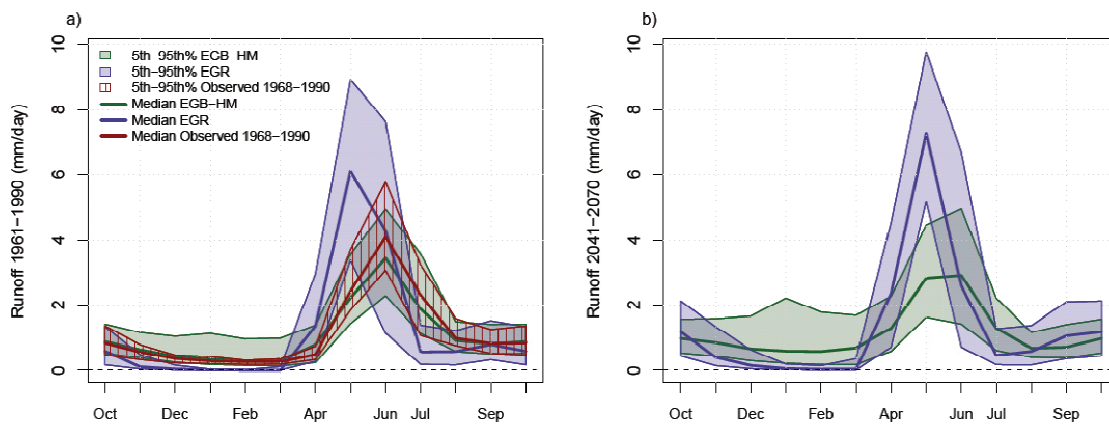 a)
Runoff 1961−1990 (mm/day)
10
8
6
4
2
0
5th−95th% EGB−HM
5th−95th% EGR
5th−95th% Observed 1968−1990
Median EGB−HM
Median EGR
Median Observed 1968−1990
Oct Dec Feb Apr Jun Jul Sep
b)
Runoff 2041−2070 (mm/day)
10
8
6
4
2
0
Oct Dec Feb Apr Jun Jul Sep